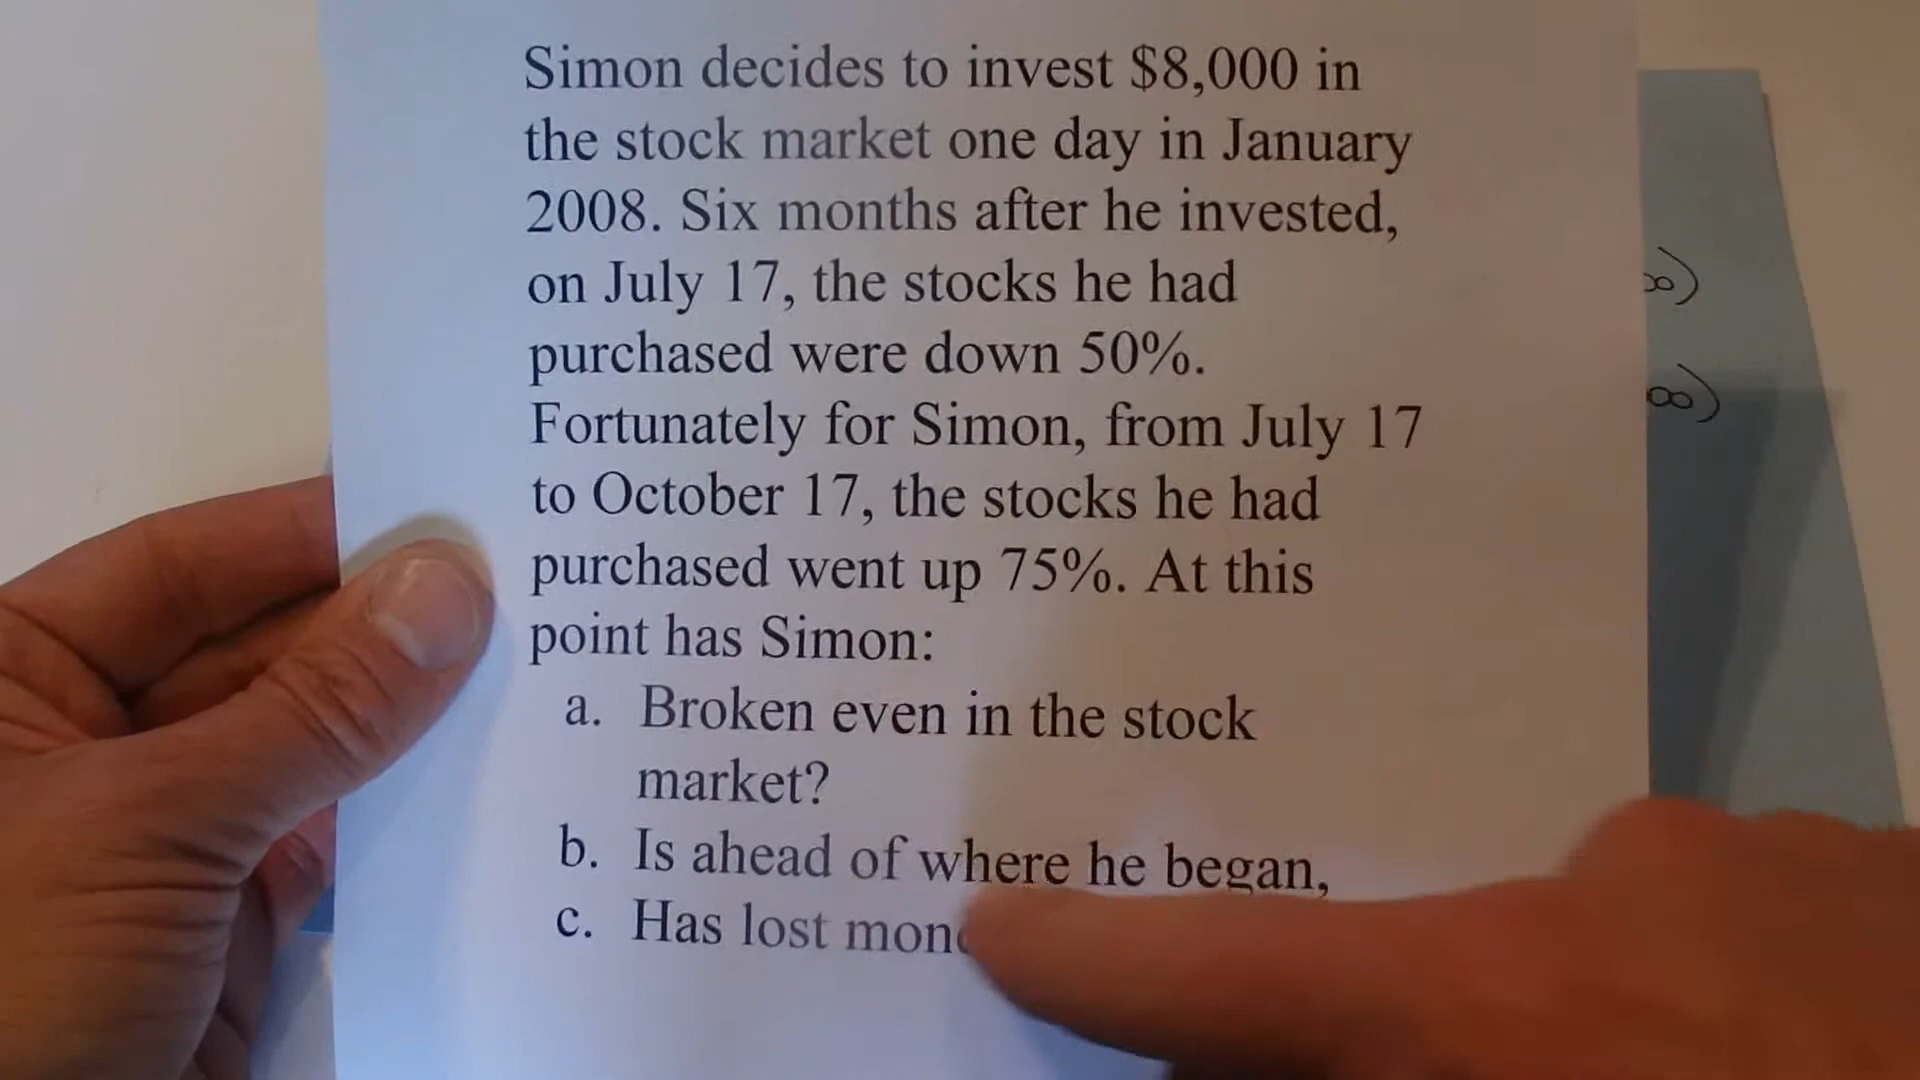 Simon decides to invest $8,000 in
the stock market one day in January
2008. Six months after he invested,
on July 17, the stocks he had
purchased were down 50%.
Fortunately for Simon, from July 17
to October 17, the stocks he had
purchased went up 75%. At this
point has Simon:
a. Broken even in the stock
market?
b. Is ahead of where he began,
c. Has lost
∞)
∞)